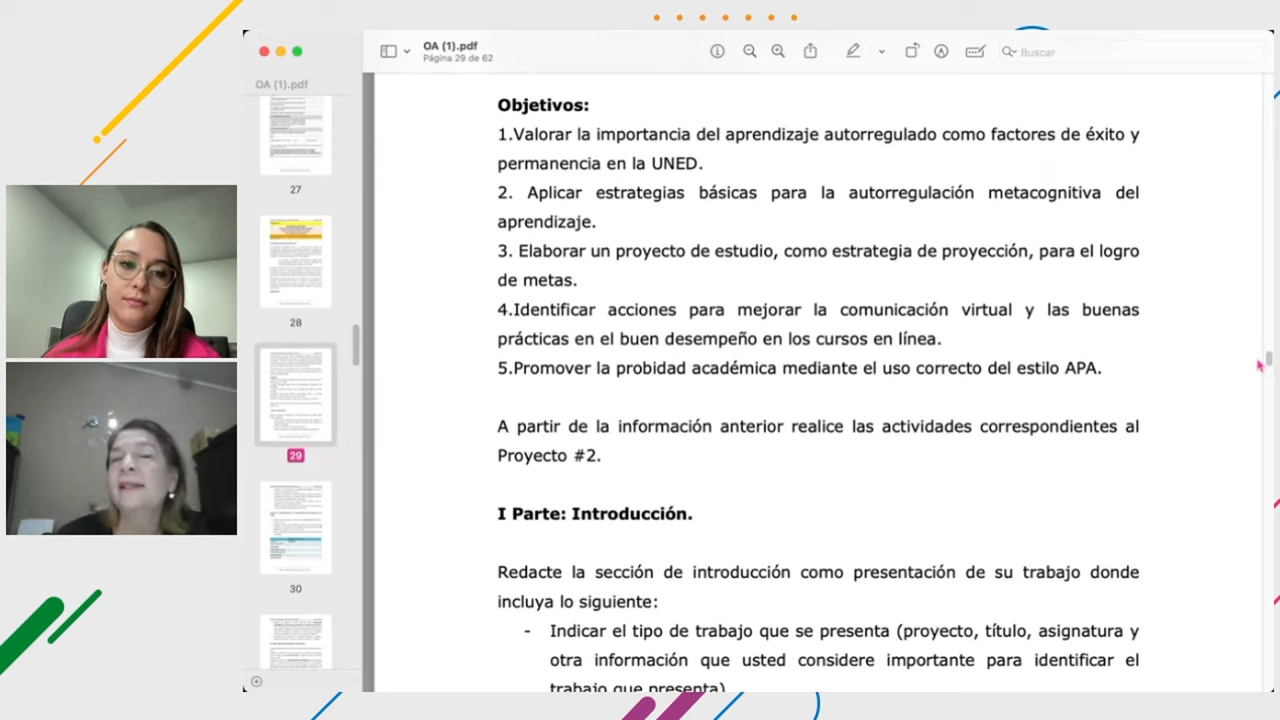 OA (1).pdf
Página 29 de 62
Buscar
OA (1).pdf
27
28
29
30
Objetivos:
1.Valorar la importancia del aprendizaje autorregulado como factores de éxito y
permanencia en la UNED.
2. Aplicar estrategias básicas para la autorregulación metacognitiva del
aprendizaje.
3. Elaborar un proyecto de estudio, como estrategia de proyección, para el logro
de metas.
4.Identificar acciones para mejorar la comunicación virtual y las buenas
prácticas en el buen desempeño en los cursos en línea.
5.Promover la probidad académica mediante el uso correcto del estilo APA.
A partir de la información anterior realice las actividades correspondientes al
Proyecto #2.
I Parte: Introducción.
Redacte la sección de introducción como presentación de su trabajo donde
incluya lo siguiente:
- el tipo de trabajo que se presenta (proyecto, asignatura y
información que usted considere importante para identificar el
trabajo que presenta)